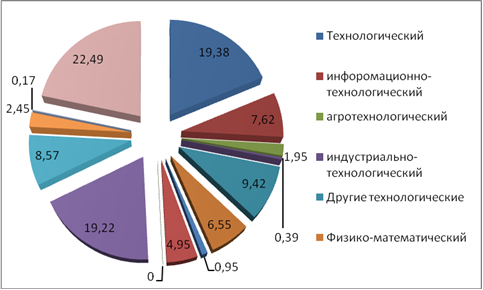 22,49
19,38
0,17
7,62
2,45
1,95
8,57
9,42
19,22
0,39
6,55
4,95
0
0,95
Технологический
инфоромационно-
технологический
агротехнологический
индустриально-
технологический
Другие технологические
Физико-математический